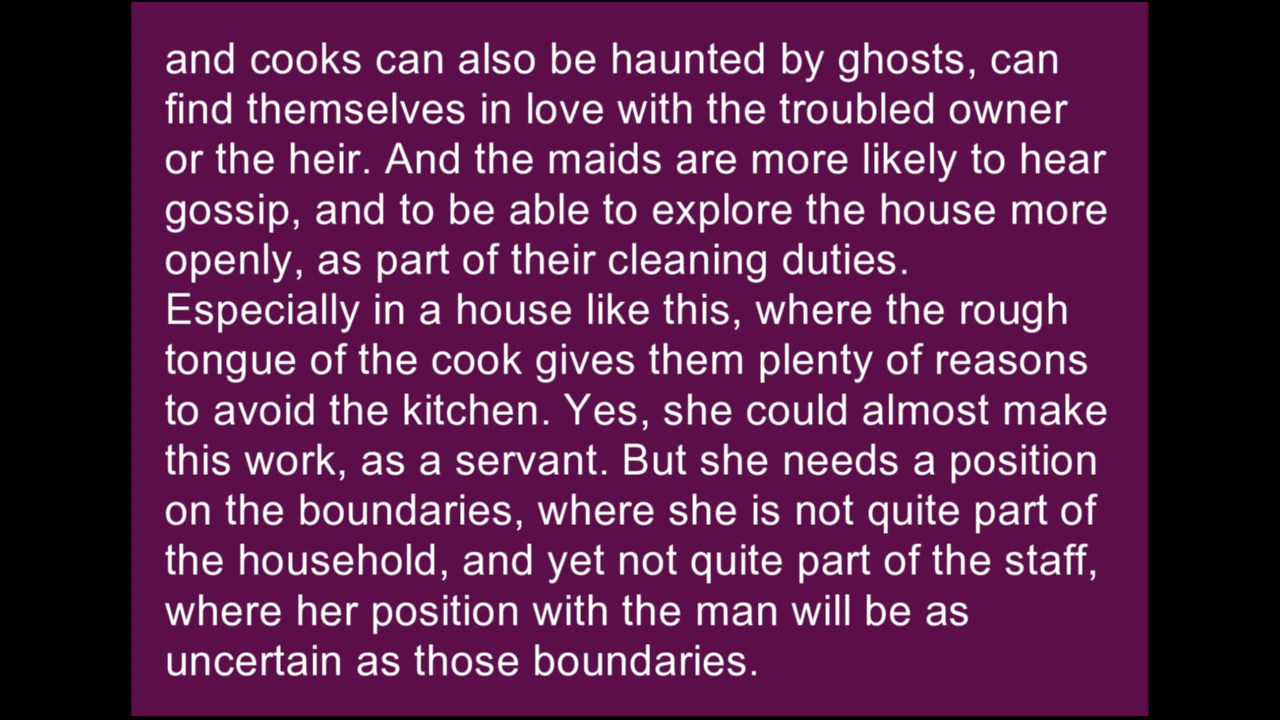 and cooks can also be haunted by ghosts, can
find themselves in love with the troubled owner
or the heir. And the maids are more likely to hear
gossip, and to be able to explore the house more
openly, as part of their cleaning duties.
Especially in a house like this, where the rough
tongue of the cook gives them plenty of reasons
to avoid the kitchen. Yes, she could almost make
this work, as a servant. But she needs a position
on the boundaries, where she is not quite part of
the household, and yet not quite part of the staff,
where her position with the man will be as
uncertain as those boundaries.